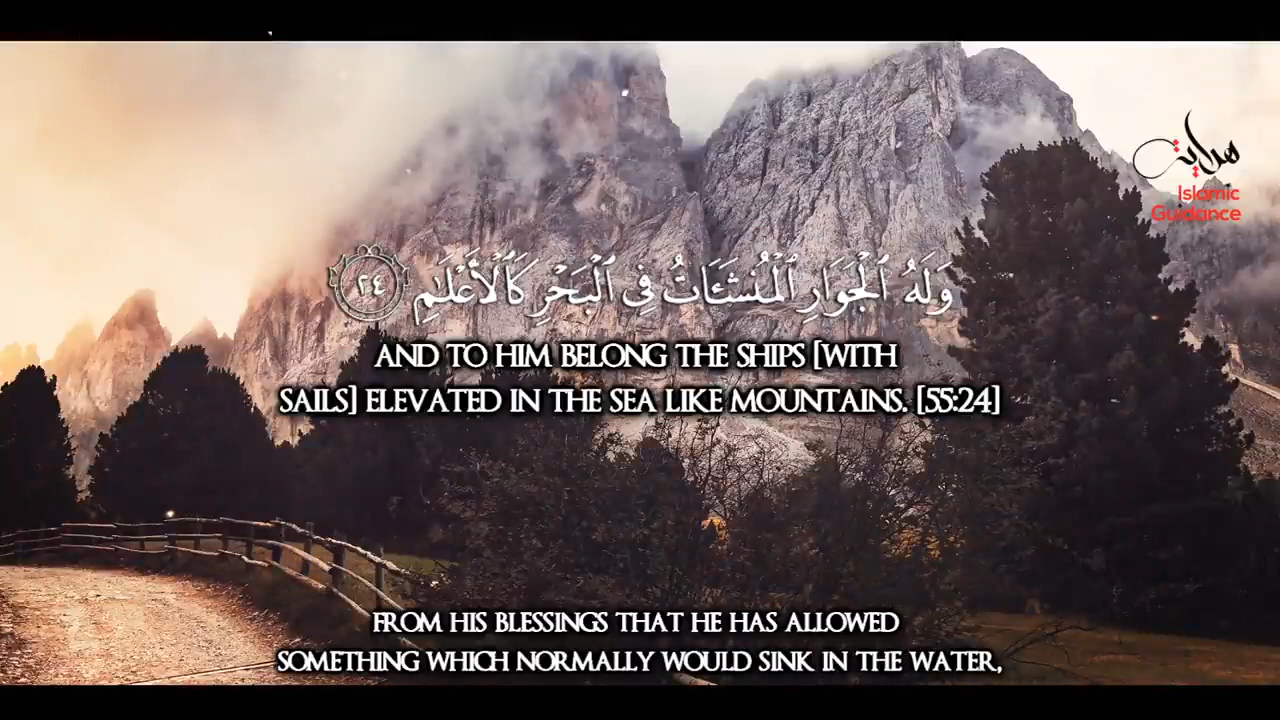 هداية
Islamic
Guidance
وَلَهُ ٱلْجَوَارِ ٱلْمُنشَـَٔاتُ فِى ٱلْبَحْرِ كَٱلْأَعْلَـٰمِ ٢٤
AND TO HIM BELONG THE SHIPS [WITH
SAILS] ELEVATED IN THE SEA LIKE MOUNTAINS. [55:24]
FROM HIS BLESSINGS THAT HE HAS ALLOWED
SOMETHING WHICH NORMALLY WOULD SINK IN THE WATER,